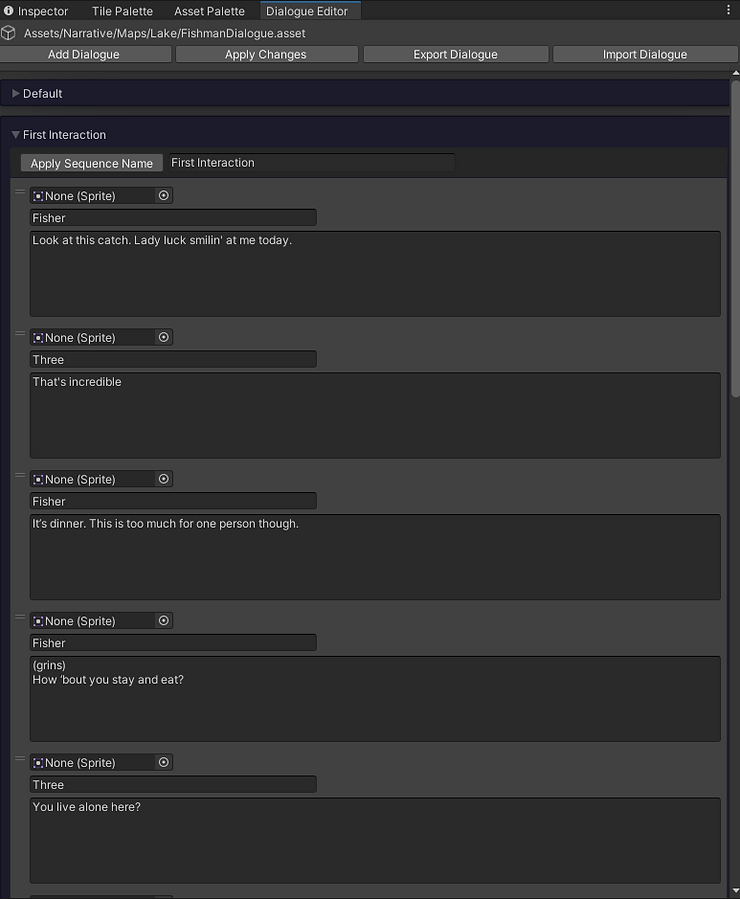 Inspector
Tile Palette
Asset Palette
Dialogue Editor
Assets/Narrative/Maps/Lake/FishmanDialogue.asset
Add Dialogue
Apply Changes
Export Dialogue
Import Dialogue
Default
First Interaction
Apply Sequence Name
First Interaction
None (Sprite)
Fisher
Look at this catch. Lady luck smilin' at me today.
None (Sprite)
Three
That's incredible
None (Sprite)
Fisher
It’s dinner. This is too much for one person though.
None (Sprite)
Fisher
(grins)
How ‘bout you stay and eat?
None (Sprite)
Three
You live alone here?